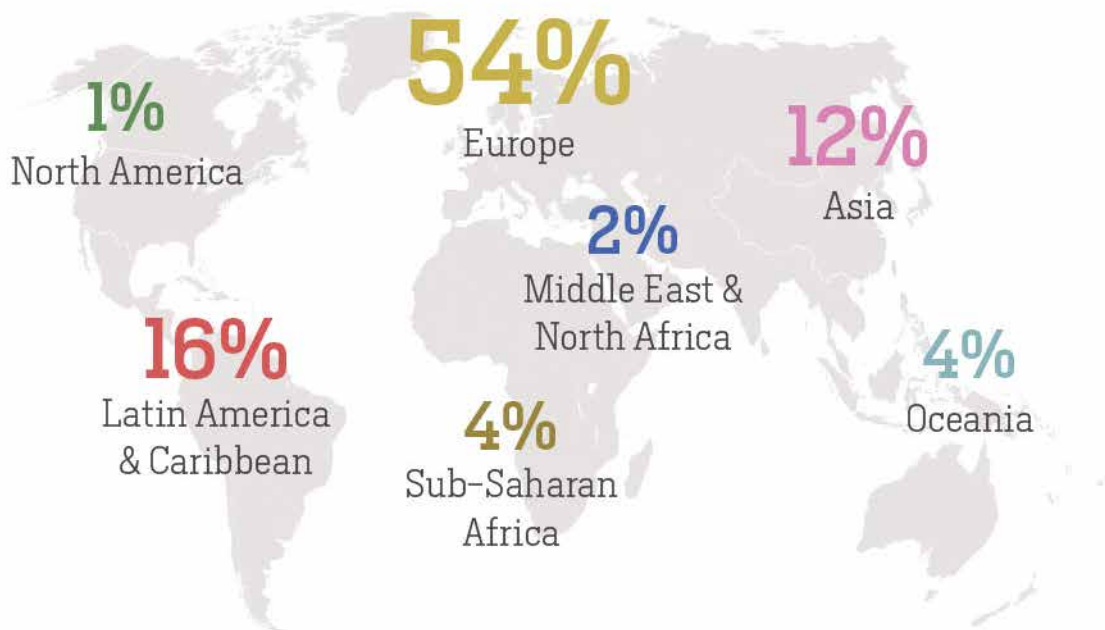 54%
Europe
1%
North America
12%
Asia
2%
Middle East &
North Africa
16%
Latin America
& Caribbean
4%
Oceania
4%
Sub-Saharan
Africa